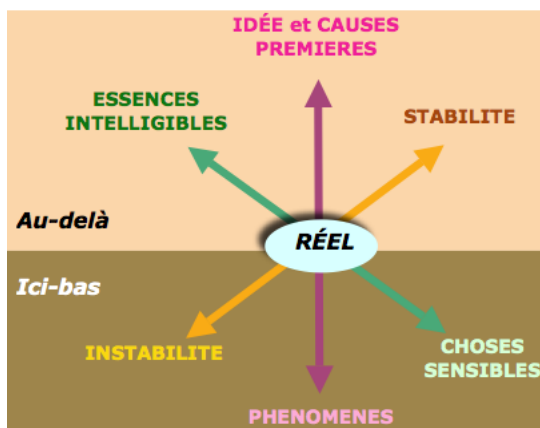 IDÉE et CAUSES
PREMIERES
ESSENCES
INTELLIGIBLES
STABILITE
Au-delà
RÉEL
Ici-bas
INSTABILITE
CHOSES
SENSIBLES
PHENOMENES